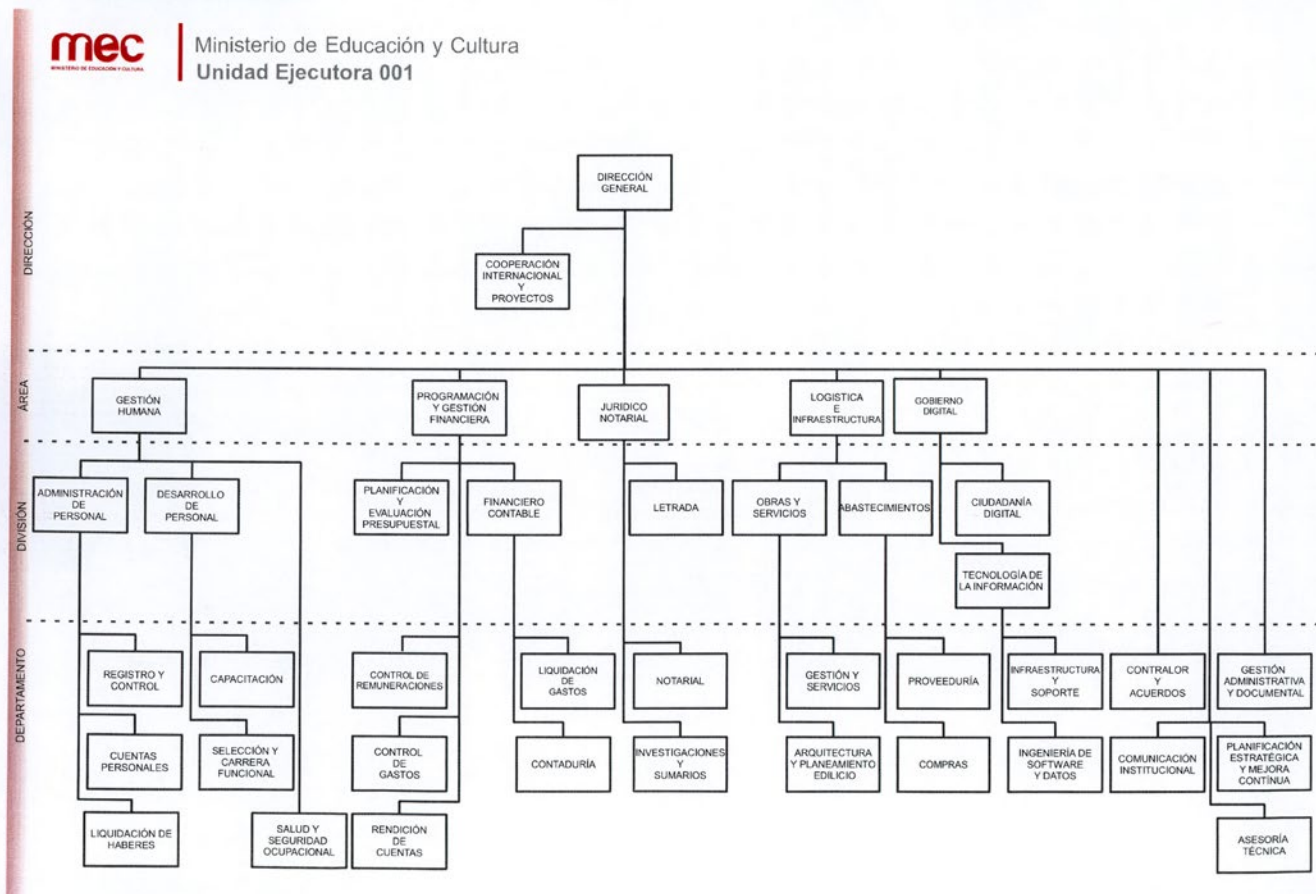 mec
MINISTERIO DE EDUCACIÓN Y CULTURA
Ministerio de Educación y Cultura
Unidad Ejecutora 001
DIRECCIÓN
DIRECCIÓN
GENERAL
COOPERACIÓN
INTERNACIONAL
Y
PROYECTOS
ÁREA
GESTIÓN
HUMANA
PROGRAMACIÓN
Y GESTIÓN
FINANCIERA
JURIDICO
NOTARIAL
LOGISTICA
E
INFRAESTRUCTURA
GOBIERNO
DIGITAL
DIVISIÓN
ADMINISTRACIÓN
DE
PERSONAL
DESARROLLO
DE
PERSONAL
PLANIFICACIÓN
Y
EVALUACIÓN
PRESUPUESTAL
FINANCIERO
CONTABLE
LETRADA
OBRAS Y
SERVICIOS
ABASTECIMIENTOS
CIUDADANÍA
DIGITAL
TECNOLOGÍA DE
LA INFORMACIÓN
DEPARTAMENTO
REGISTRO Y
CONTROL
CAPACITACIÓN
CONTROL DE
REMUNERACIONES
LIQUIDACIÓN
DE
GASTOS
NOTARIAL
GESTIÓN Y
SERVICIOS
PROVEEDURÍA
INFRAESTRUCTURA
Y
SOPORTE
CONTRALOR
Y
ACUERDOS
GESTIÓN
ADMINISTRATIVA
Y DOCUMENTAL
CUENTAS
PERSONALES
SELECCIÓN Y
CARRERA
FUNCIONAL
CONTROL
DE
GASTOS
CONTADURÍA
INVESTIGACIONES
Y
SUMARIOS
ARQUITECTURA
Y PLANEAMIENTO
EDILICIO
COMPRAS
INGENIERÍA DE
SOFTWARE
Y DATOS
COMUNICACIÓN
INSTITUCIONAL
PLANIFICACIÓN
ESTRATÉGICA
Y MEJORA
CONTÍNUA
LIQUIDACIÓN DE
HABERES
SALUD Y
SEGURIDAD
OCUPACIONAL
RENDICIÓN
DE
CUENTAS
ASESORÍA
TÉCNICA